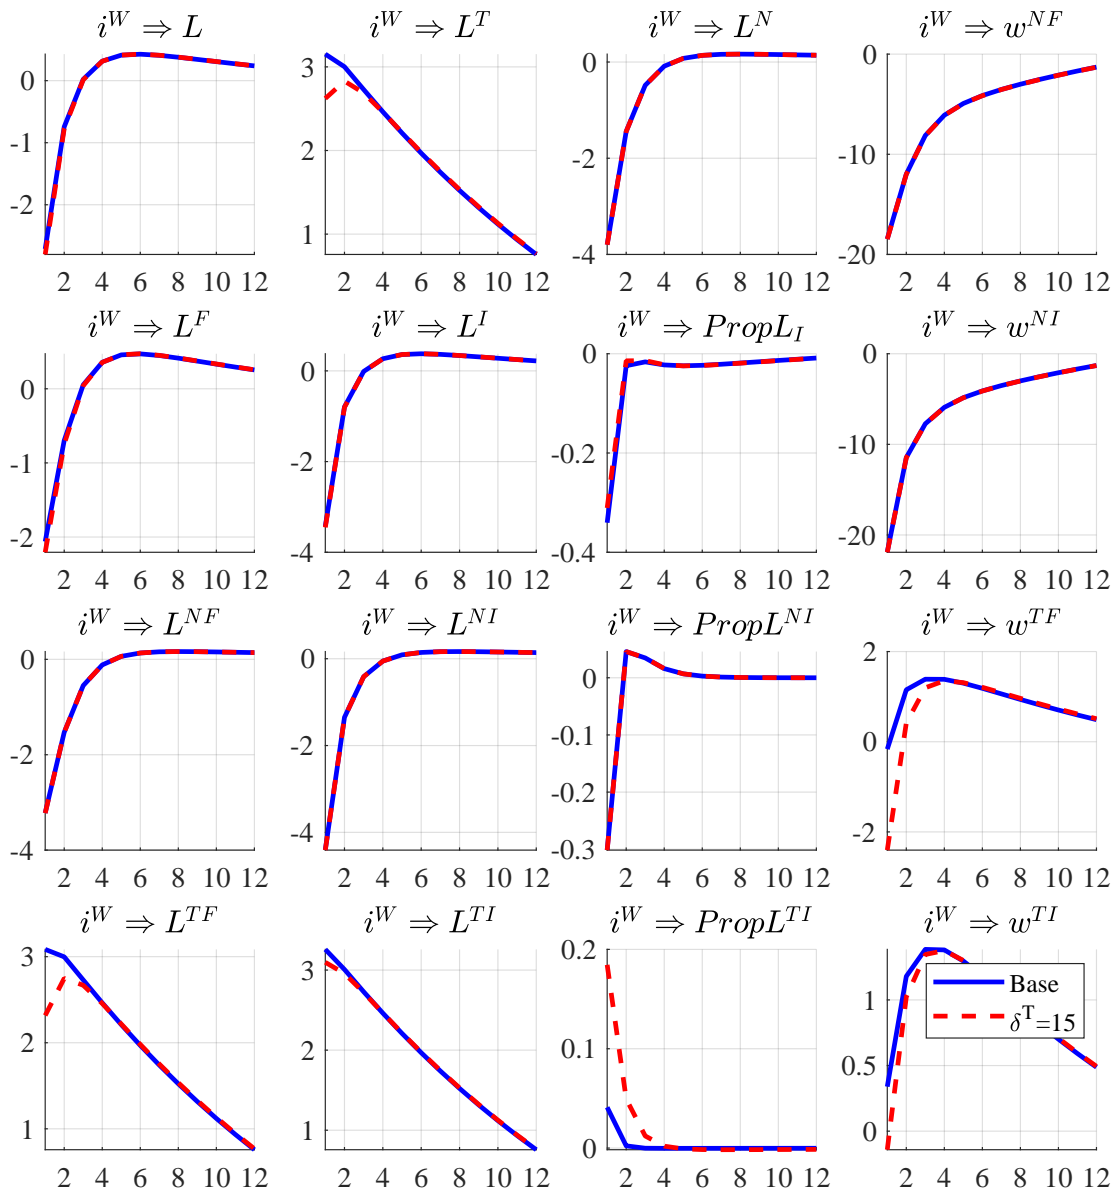 i^W ⇒ L
i^W ⇒ L^T
i^W ⇒ L^N
i^W ⇒ w^{NF}
0
-1
-2
2 4 6 8 10 12
3
2
1
2 4 6 8 10 12
0
-2
-4
2 4 6 8 10 12
0
-10
-20
2 4 6 8 10 12
i^W ⇒ L^F
i^W ⇒ L^I
i^W ⇒ PropL_I
i^W ⇒ w^{NI}
0
-1
-2
2 4 6 8 10 12
0
-2
-4
2 4 6 8 10 12
0
-0.2
-0.4
2 4 6 8 10 12
0
-10
-20
2 4 6 8 10 12
i^W ⇒ L^{NF}
i^W ⇒ L^{NI}
i^W ⇒ PropL^{NI}
i^W ⇒ w^{TF}
0
-2
-4
2 4 6 8 10 12
0
-2
-4
2 4 6 8 10 12
0
-0.1
-0.2
-0.3
2 4 6 8 10 12
2
0
-2
2 4 6 8 10 12
i^W ⇒ L^{TF}
i^W ⇒ L^{TI}
i^W ⇒ PropL^{TI}
i^W ⇒ w^{TI}
3
2
1
2 4 6 8 10 12
3
2
1
2 4 6 8 10 12
0.2
0.1
0
2 4 6 8 10 12
1
0.5
0
2 4 6 8 10 12
Base
δ^T=15